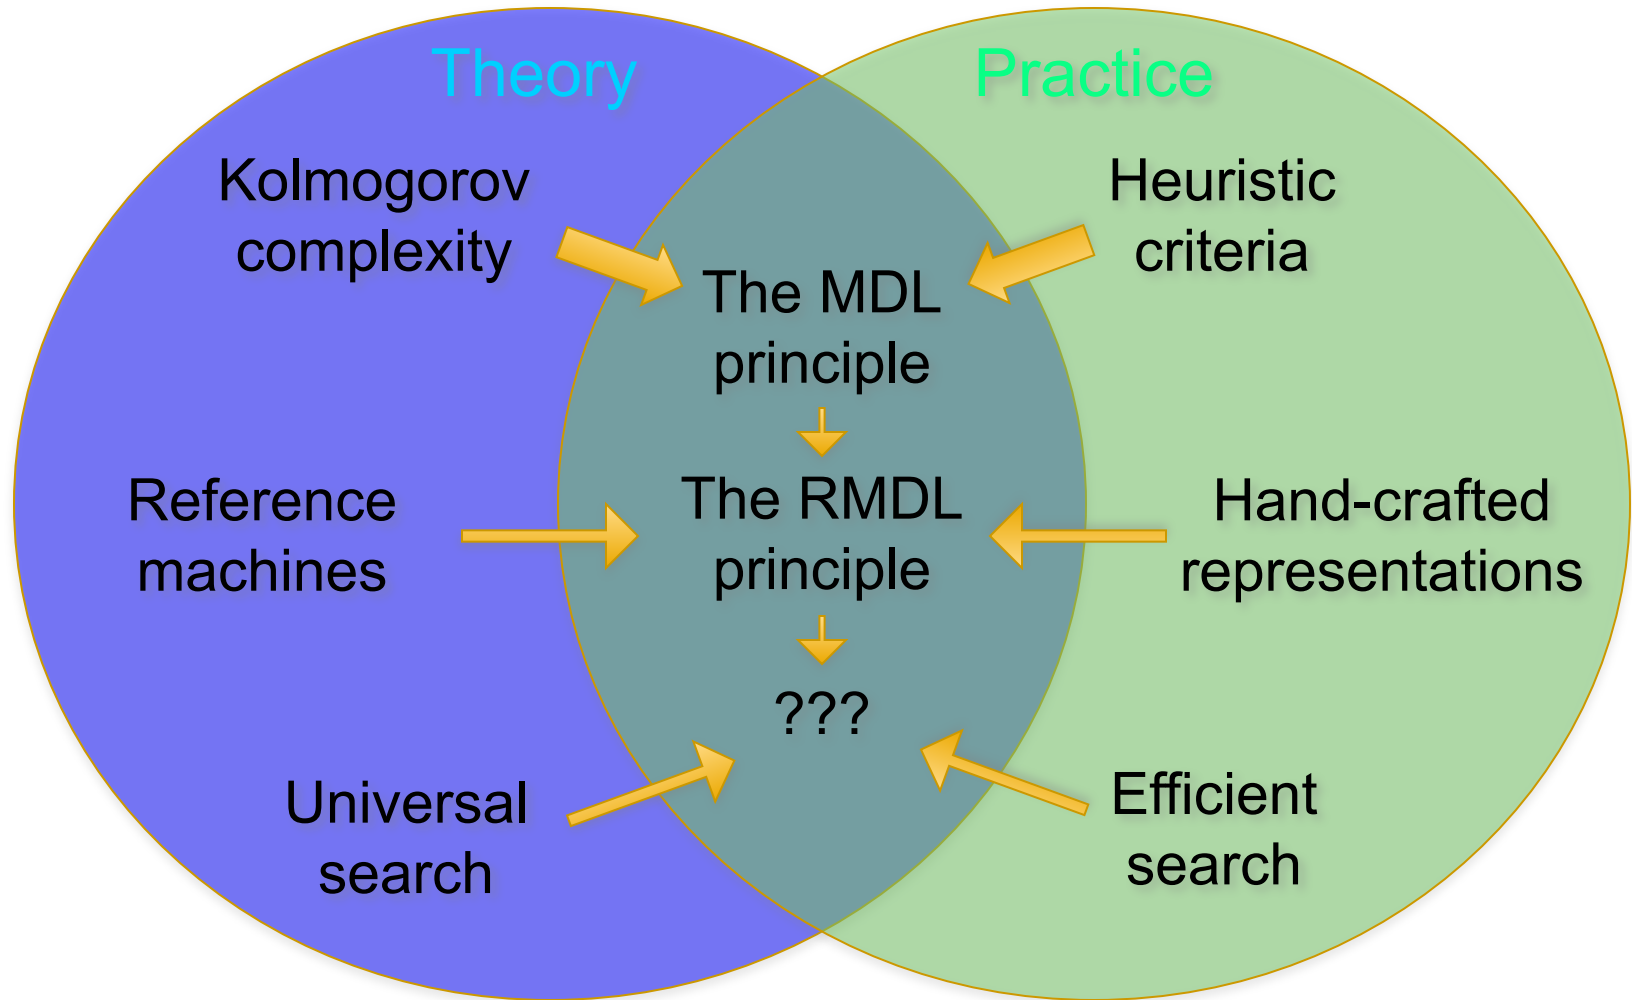 Theory
Practice
Kolmogorov
complexity
Heuristic
criteria
The MDL
principle
Reference
machines
The RMDL
principle
Hand-crafted
representations
???
Universal
search
Efficient
search